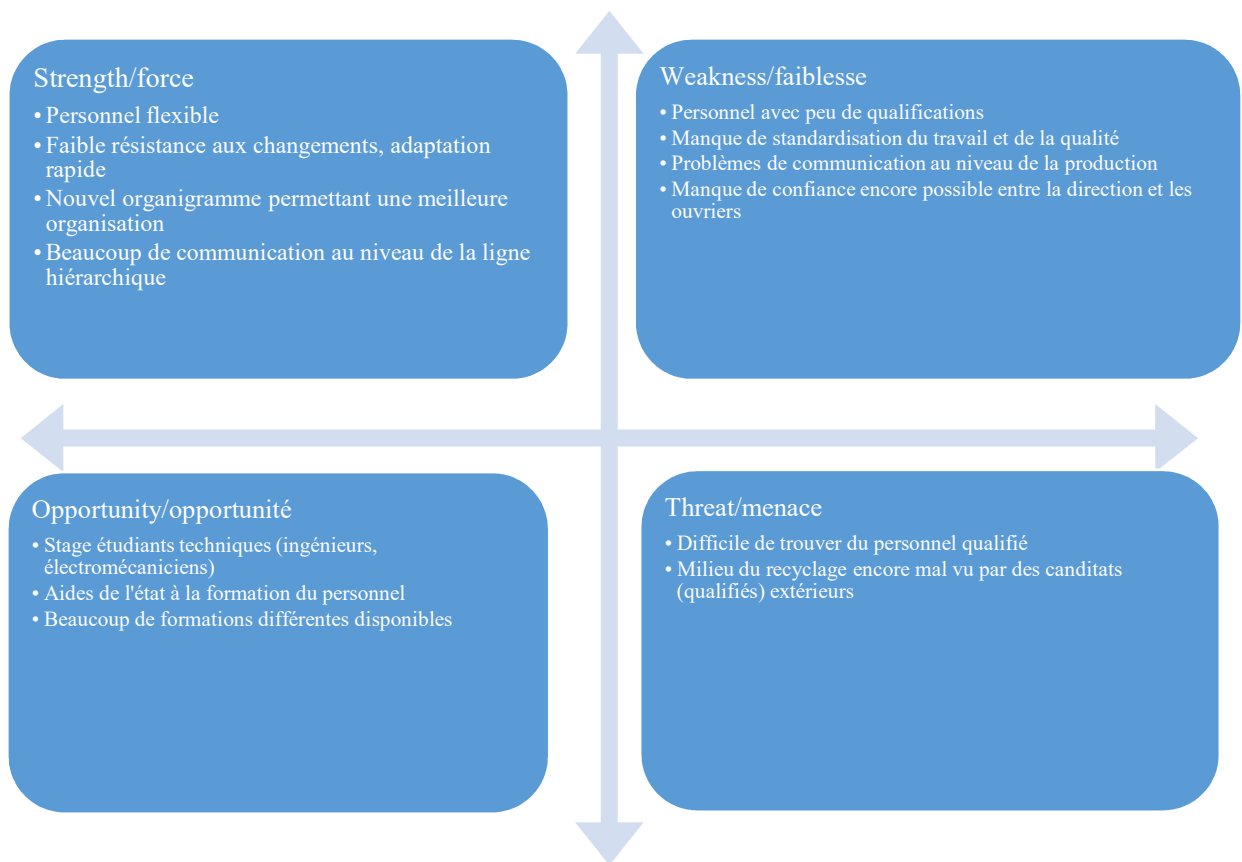 Strength/force
• Personnel flexible
• Faible résistance aux changements, adaptation
rapide
• Nouvel organigramme permettant une meilleure
organisation
• Beaucoup de communication au niveau de la ligne
hiérarchique
Weakness/faiblesse
• Personnel avec peu de qualifications
• Manque de standardisation du travail et de la qualité
• Problèmes de communication au niveau de la production
• Manque de confiance encore possible entre la direction et les
ouvriers
Opportunity/opportunité
• Stage étudiants techniques (ingénieurs,
électromécaniciens)
• Aides de l'état à la formation du personnel
• Beaucoup de formations différentes disponibles
Threat/menace
• Difficile de trouver du personnel qualifié
• Milieu du recyclage encore mal vu par des canditats
(qualifiés) extérieurs